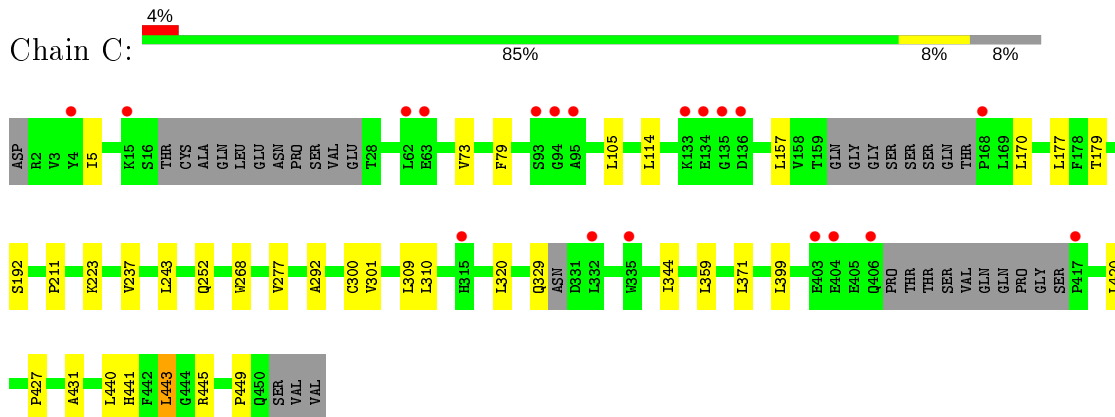 4%
Chain C:
85% 8% 8%
ASP R2 V3 Y4 I5 K15 S16 THR CYS ALA GLN LEU GLU ASN PRO SER VAL GLU T28 L62 E63 V73 F79 S93 G94 A95 L105 L114 K133 E134 G135 D136 L157 V158 T159 GLN GLY GLY SER SER SER GLN THR P168 L169 L170 L177 F178 T179
S192 P211 K223 V237 L243 Q252 W268 V277 A292 C300 V301 L309 L310 H315 L320 Q329 ASN D331 L332 W335 I344 L359 L371 L399 E403 E404 E405 Q406 PRO THR THR SER VAL GLN GLN PRO GLY SER P417 L420
P427 A431 L440 H441 F442 L443 G444 R445 P449 Q450 SER VAL VAL